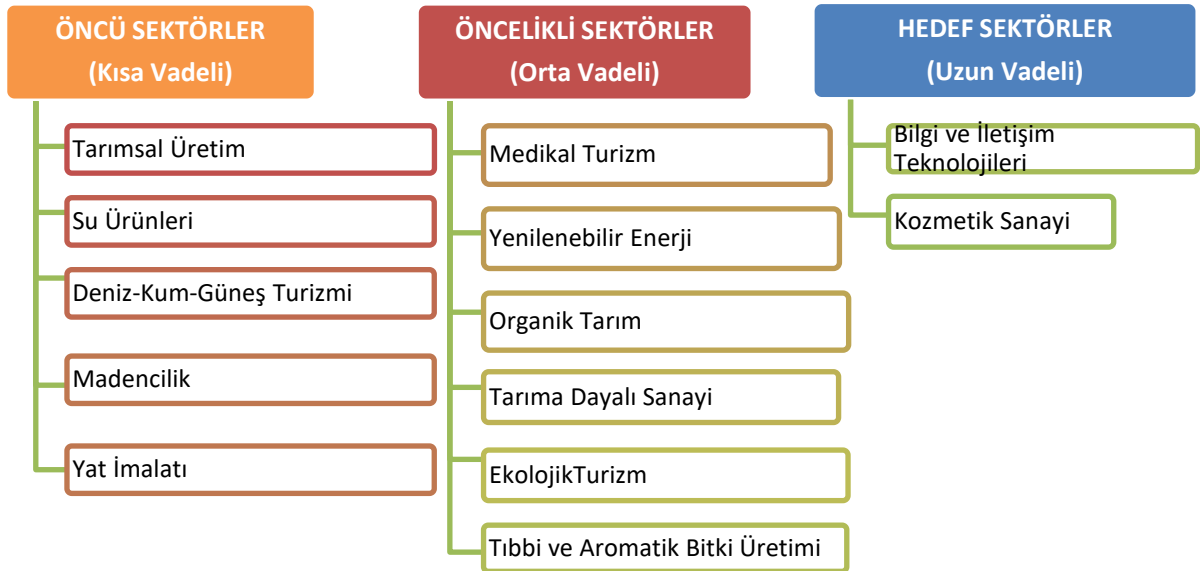 ÖNCÜ SEKTÖRLER
(Kısa Vadeli)
Tarımsal Üretim
Su Ürünleri
Deniz-Kum-Güneş Turizmi
Madencilik
Yat İmalatı
ÖNCELİKLİ SEKTÖRLER
(Orta Vadeli)
Medikal Turizm
Yenilenebilir Enerji
Organik Tarım
Tarıma Dayalı Sanayi
EkolojikTurizm
Tıbbi ve Aromatik Bitki Üretimi
HEDEF SEKTÖRLER
(Uzun Vadeli)
Bilgi ve İletişim
Teknolojileri
Kozmetik Sanayi